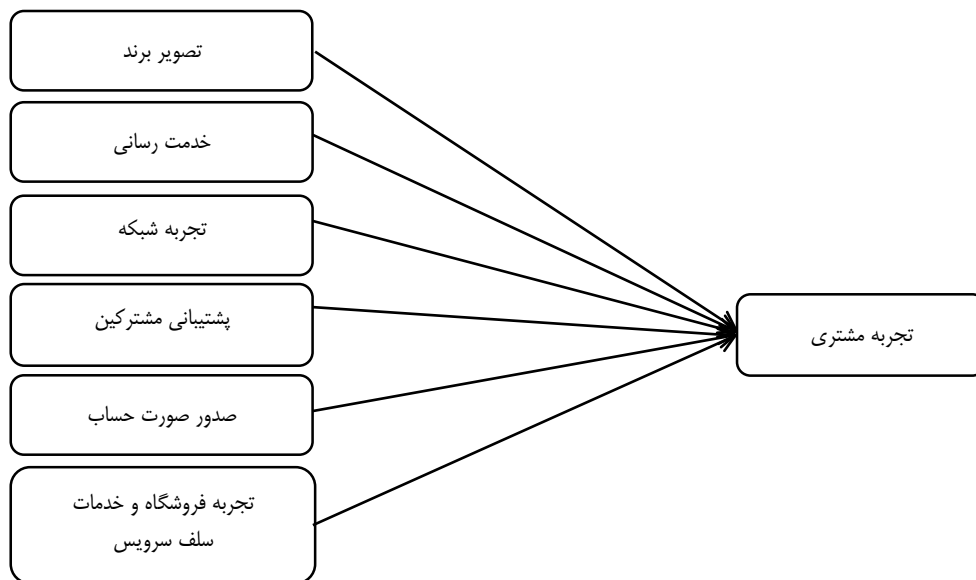 تصویر برند
خدمت رسانی
تجربه شبکه
پشتیبانی مشترکین
صدور صورت حساب
تجربه فروشگاه و خدمات
سلف سرویس
تجربه مشتری